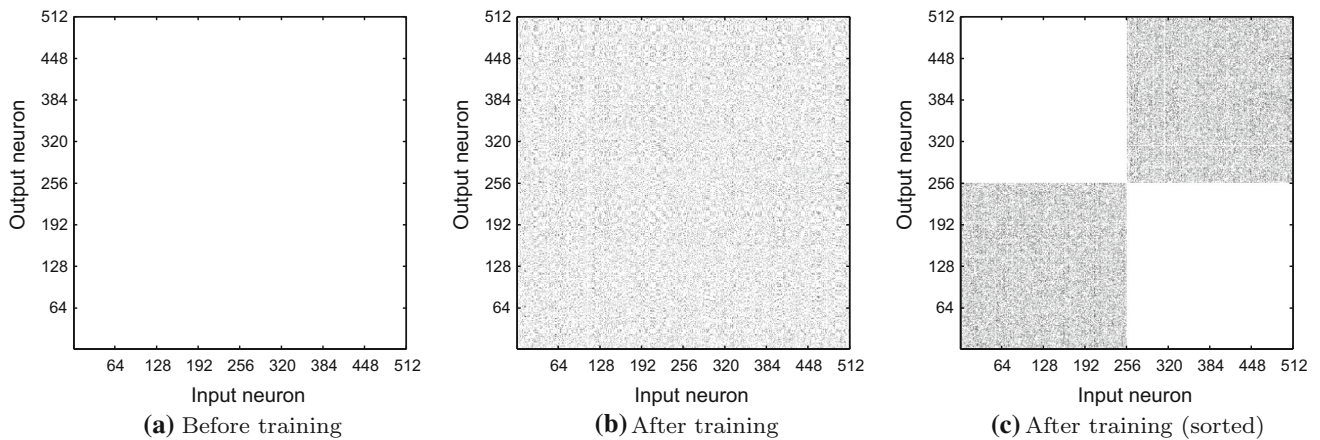 512
448
384
320
256
192
128
64
Output neuron
64 128 192 256 320 384 448 512
Input neuron
(a) Before training
512
448
384
320
256
192
128
64
Output neuron
64 128 192 256 320 384 448 512
Input neuron
(b) After training
512
448
384
320
256
192
128
64
Output neuron
64 128 192 256 320 384 448 512
Input neuron
(c) After training (sorted)